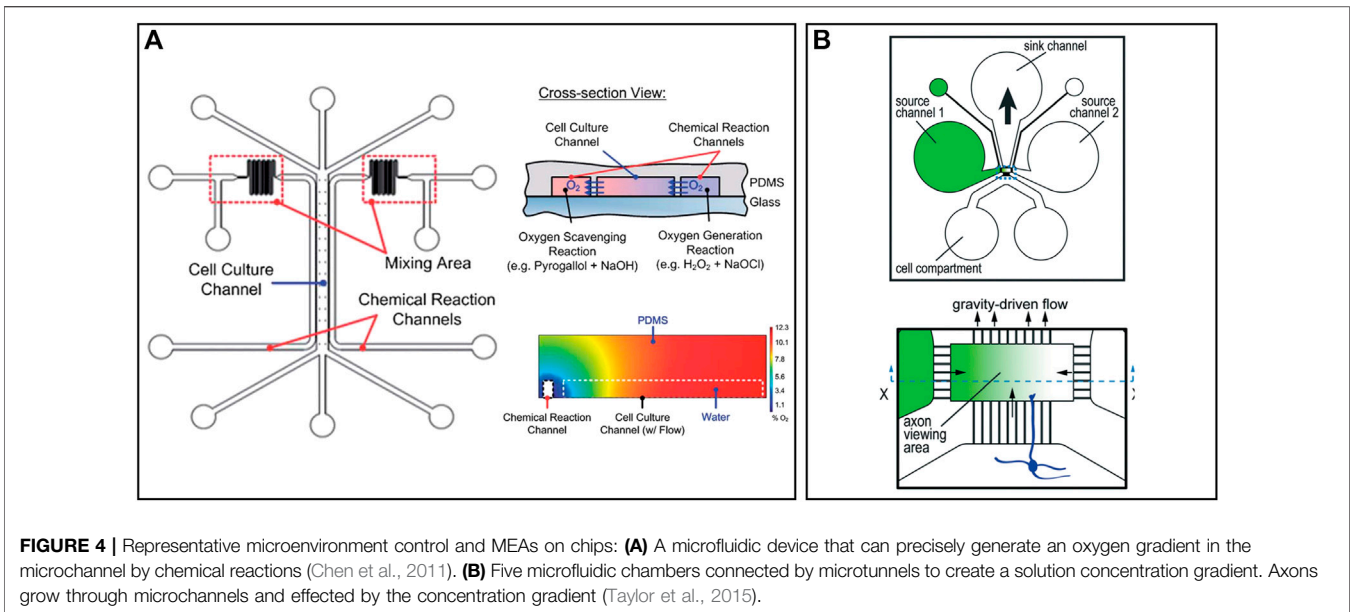 A
Cross-section View:
Cell Culture
Channel
Chemical Reaction
Channels
O₂
O₂
PDMS
Glass
Oxygen Scavenging
Reaction
(e.g. Pyrogallol + NaOH)
Oxygen Generation
Reaction
(e.g. H₂O₂ + NaOCl)
Mixing Area
Cell Culture
Channel
Chemical Reaction
Channels
PDMS
12.3
10.1
7.8
5.6
3.4
1.1
% O₂
Chemical Reaction
Channel
Cell Culture
Channel (w/ Flow)
Water
B
sink channel
source
channel 1
source
channel 2
cell compartment
gravity-driven flow
X
axon
viewing
area
FIGURE 4 | Representative microenvironment control and MEAs on chips: (A) A microfluidic device that can precisely generate an oxygen gradient in the
microchannel by chemical reactions (Chen et al., 2011). (B) Five microfluidic chambers connected by microtunnels to create a solution concentration gradient. Axons
grow through microchannels and effected by the concentration gradient (Taylor et al., 2015).